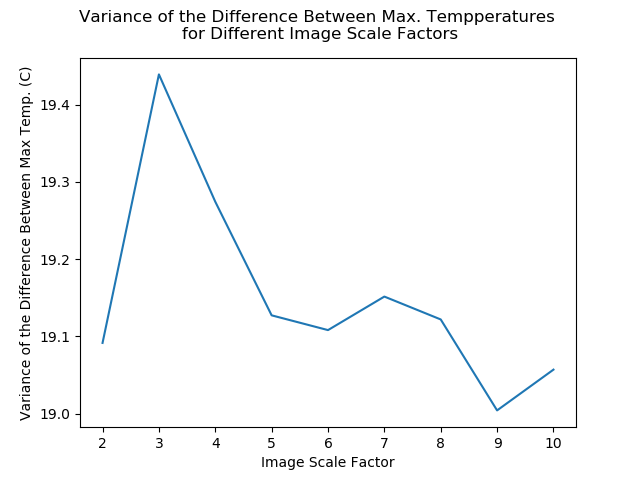 Variance of the Difference Between Max. Tempperatures
for Different Image Scale Factors
Variance of the Difference Between Max Temp. (C)
19.4
19.3
19.2
19.1
19.0
2 3 4 5 6 7 8 9 10
Image Scale Factor